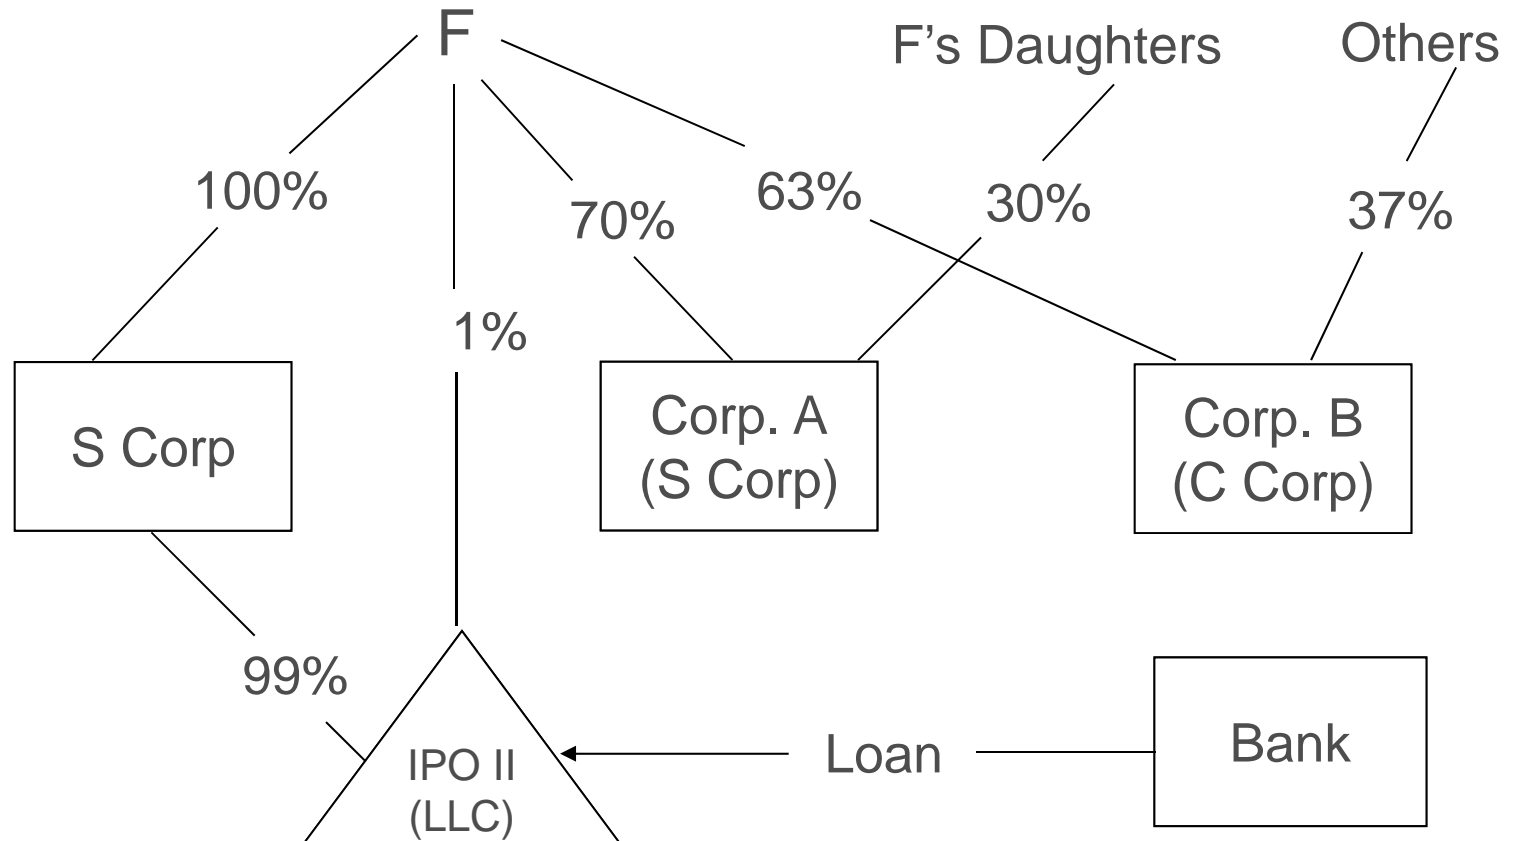 F
F's Daughters
Others
100%
70%
63%
30%
37%
1%
S Corp
Corp. A
(S Corp)
Corp. B
(C Corp)
99%
IPO II
(LLC)
Loan
Bank